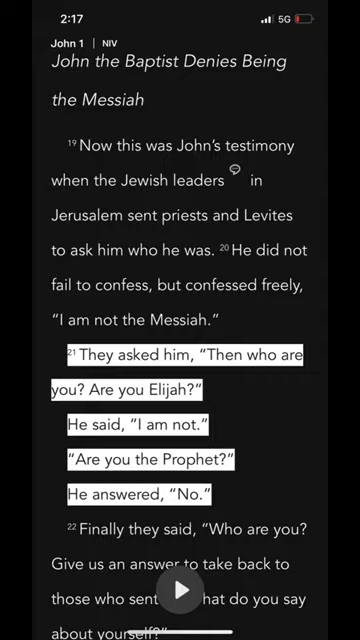 2:17
5G
John 1 | NIV
John the Baptist Denies Being
the Messiah
19 Now this was John’s testimony
when the Jewish leaders in
Jerusalem sent priests and Levites
to ask him who he was. 20 He did not
fail to confess, but confessed freely,
“I am not the Messiah.”
21 They asked him, “Then who are
you? Are you Elijah?”
He said, “I am not.”
“Are you the Prophet?”
He answered, “No.”
22 Finally they said, “Who are you?
Give us an answer to take back to
those who sent hat do you say
about yourself?”